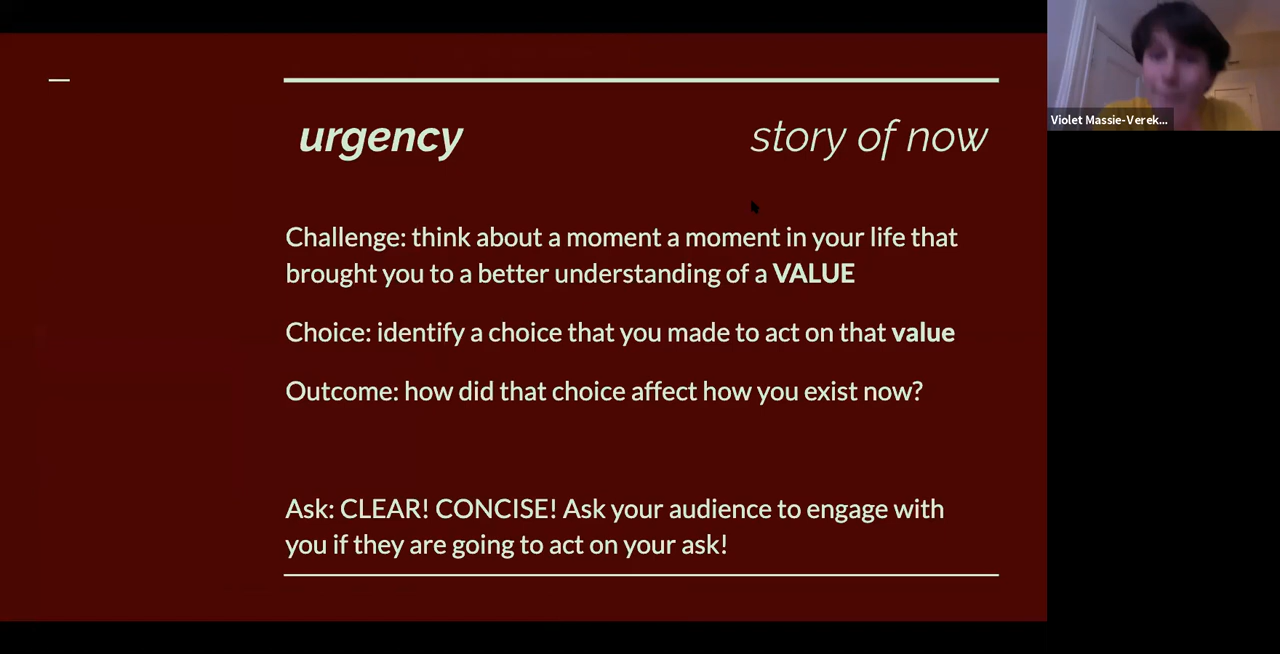 urgency story of now
Challenge: think about a moment a moment in your life that
brought you to a better understanding of a VALUE
Choice: identify a choice that you made to act on that value
Outcome: how did that choice affect how you exist now?
Ask: CLEAR! CONCISE! Ask your audience to engage with
you if they are going to act on your ask!
Violet Massie-Verek...